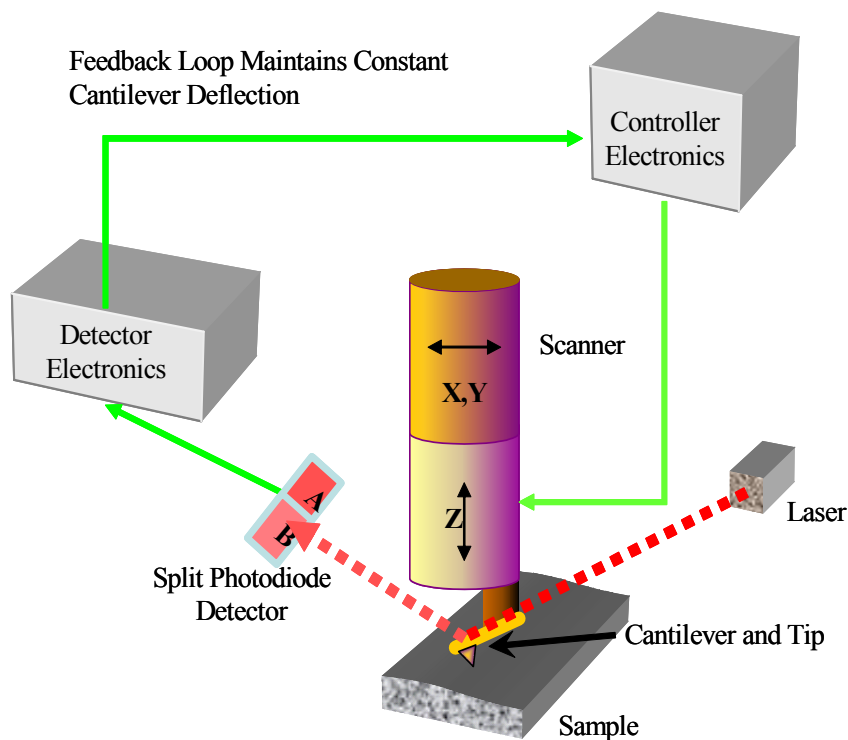 Feedback Loop Maintains Constant
Cantilever Deflection
Controller
Electronics
Detector
Electronics
Scanner
X,Y
Z
A
B
Laser
Split Photodiode
Detector
Cantilever and Tip
Sample